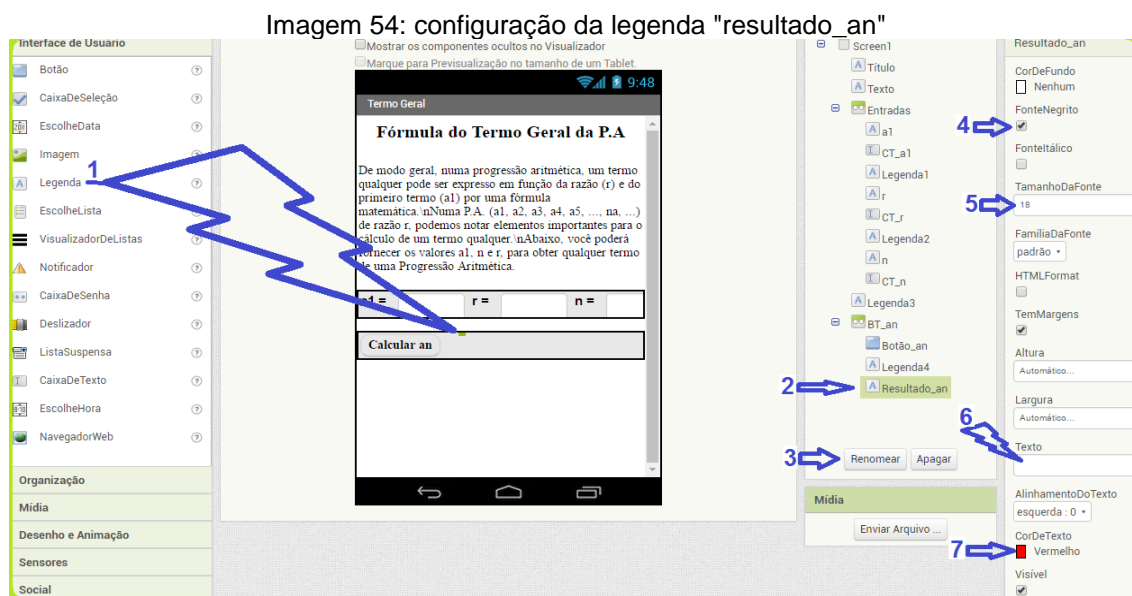 Imagem 54: configuração da legenda "resultado_an"
Interface de Usuário
Botão
CaixaDeSeleção
EscolheData
Imagem
1
Legenda
EscolheLista
VisualizadorDeListas
Notificador
CaixaDeSenha
Deslizador
ListaSuspensa
CaixaDeTexto
EscolheHora
NavegadorWeb
Organização
Mídia
Desenho e Animação
Sensores
Social
Mostrar os componentes ocultos no Visualizador
Marque para Previsualização no tamanho de um Tablet.
9:48
Termo Geral
Fórmula do Termo Geral da P.A
De modo geral, numa progressão aritmética, um termo
qualquer pode ser expresso em função da razão (r) e do
primeiro termo (a1) por uma fórmula
matemática.\nNuma P.A. (a1, a2, a3, a4, a5, ..., na, ...)
de razão r, podemos notar elementos importantes para o
cálculo de um termo qualquer.\nAbaixo, você poderá
fornecer os valores a1, n e r, para obter qualquer termo
de uma Progressão Aritmética.
a1 = r = n =
Calcular an
Screen1
Título
Texto
Entradas
a1
CT_a1
Legenda1
r
CT_r
Legenda2
n
CT_n
Legenda3
BT_an
Botão_an
Legenda4
2
Resultado_an
3
Renomear Apagar
Mídia
Enviar Arquivo ...
Resultado_an
CorDeFundo
Nenhum
FonteNegrito
4
FonteItálico
TamanhoDaFonte
5
18
FamíliaDaFonte
padrão
HTMLFormat
TemMargens
Altura
Automático...
Largura
Automático...
6
Texto
AlinhamentoDoTexto
esquerda : 0
CorDeTexto
7
Vermelho
Visível